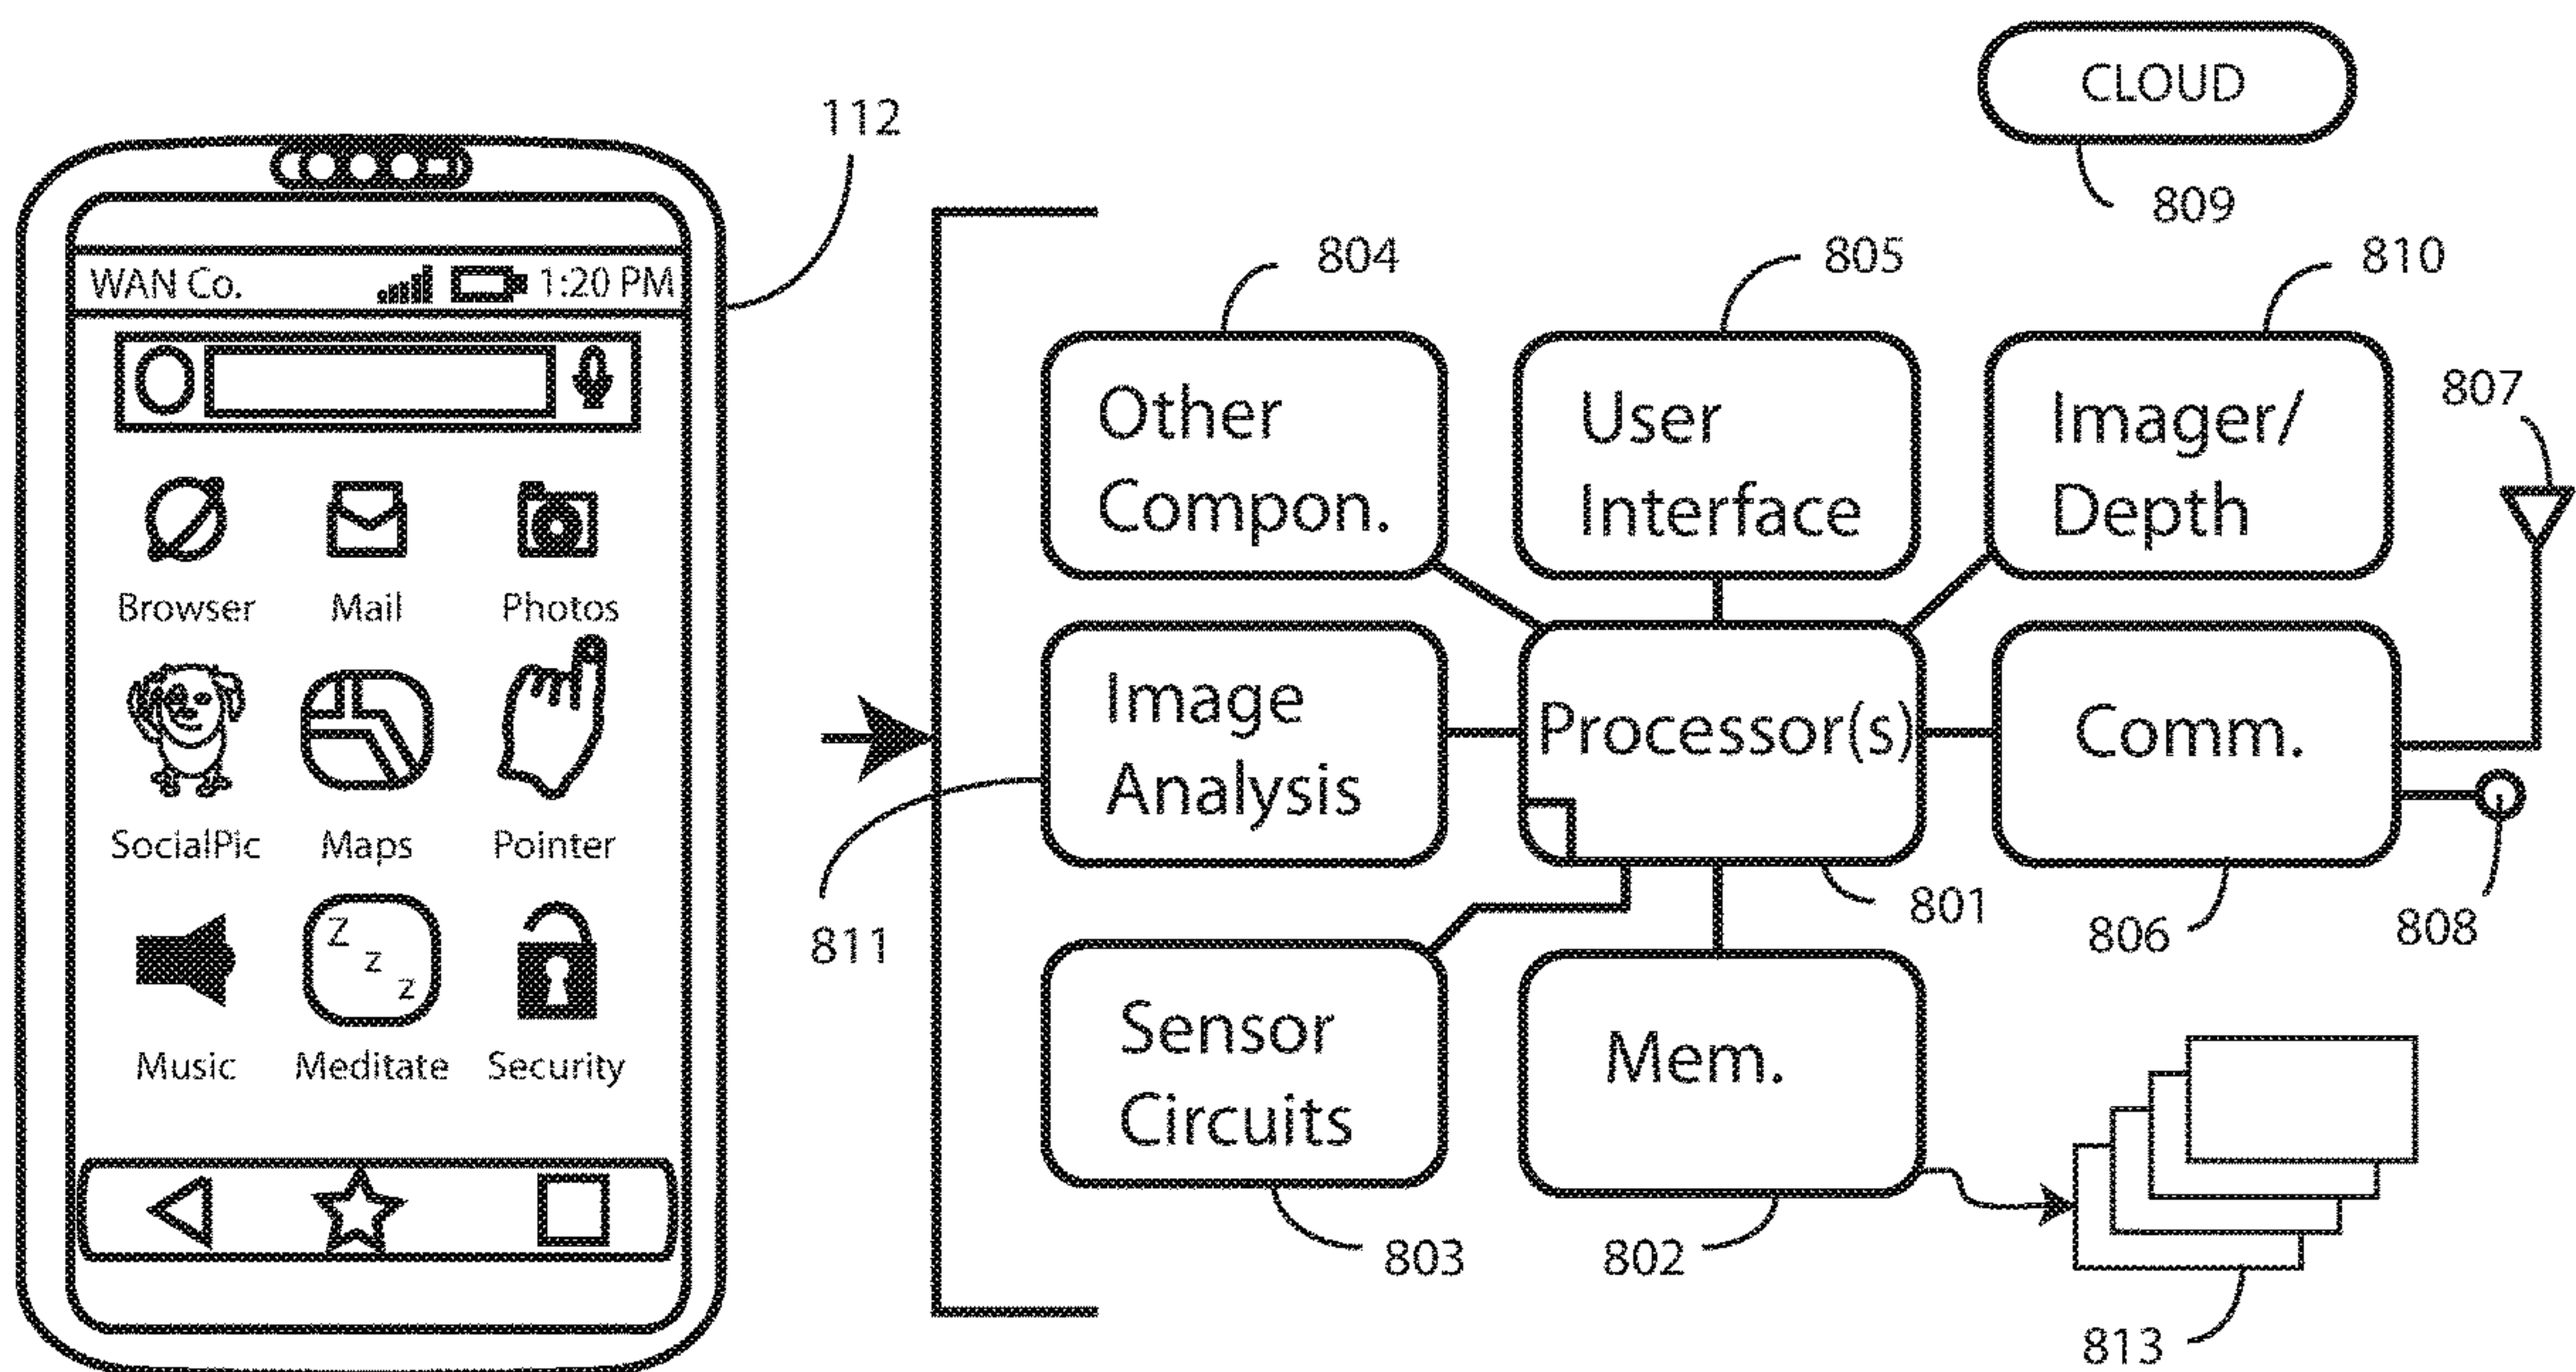 112
CLOUD
809
WAN Co. 1:20 PM
804
805
810
807
Other
Compon.
User
Interface
Imager/
Depth
Browser
Mail
Photos
Image
Analysis
Processor(s)
Comm.
SocialPic
Maps
Pointer
811
801
806
808
Z
z
z
Music
Meditate
Security
Sensor
Circuits
Mem.
803
802
813